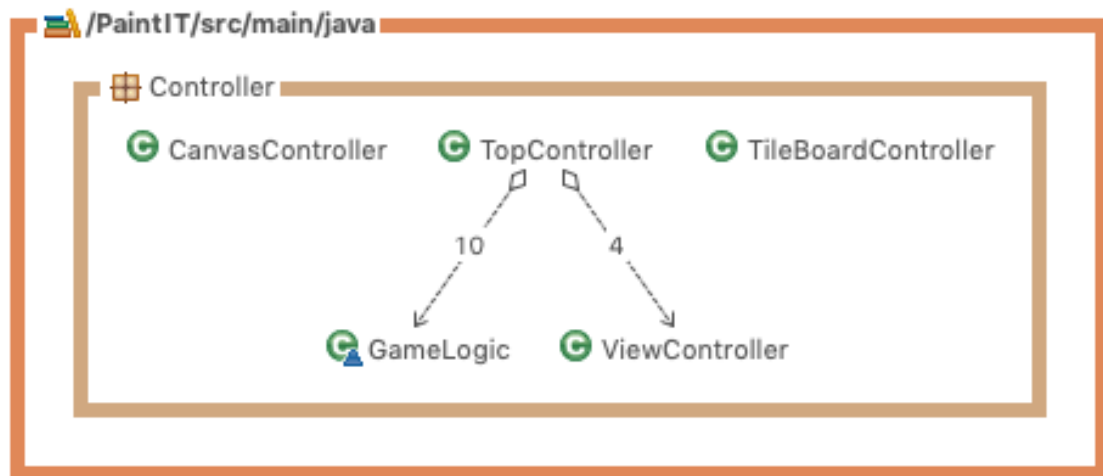 /PaintIT/src/main/java
Controller
CanvasController TopController TileBoardController
10 4
GameLogic ViewController